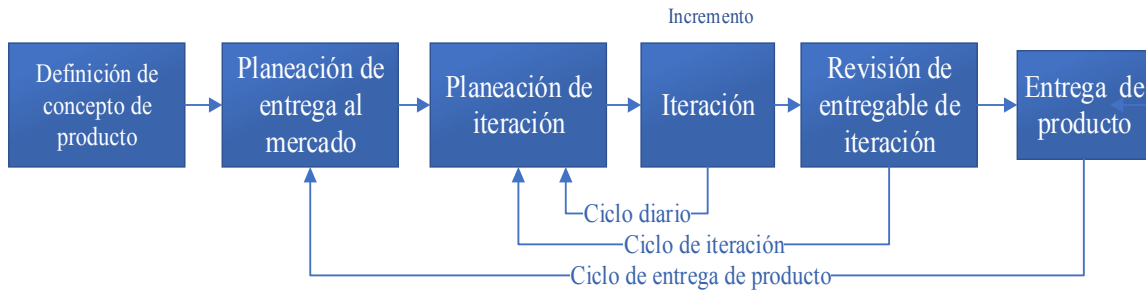 Incremento
Definición de
concepto de
producto
Planeación de
entrega al
mercado
Planeación de
iteración
Iteración
Revisión de
entregable de
iteración
Entrega de
producto
Ciclo diario
Ciclo de iteración
Ciclo de entrega de producto